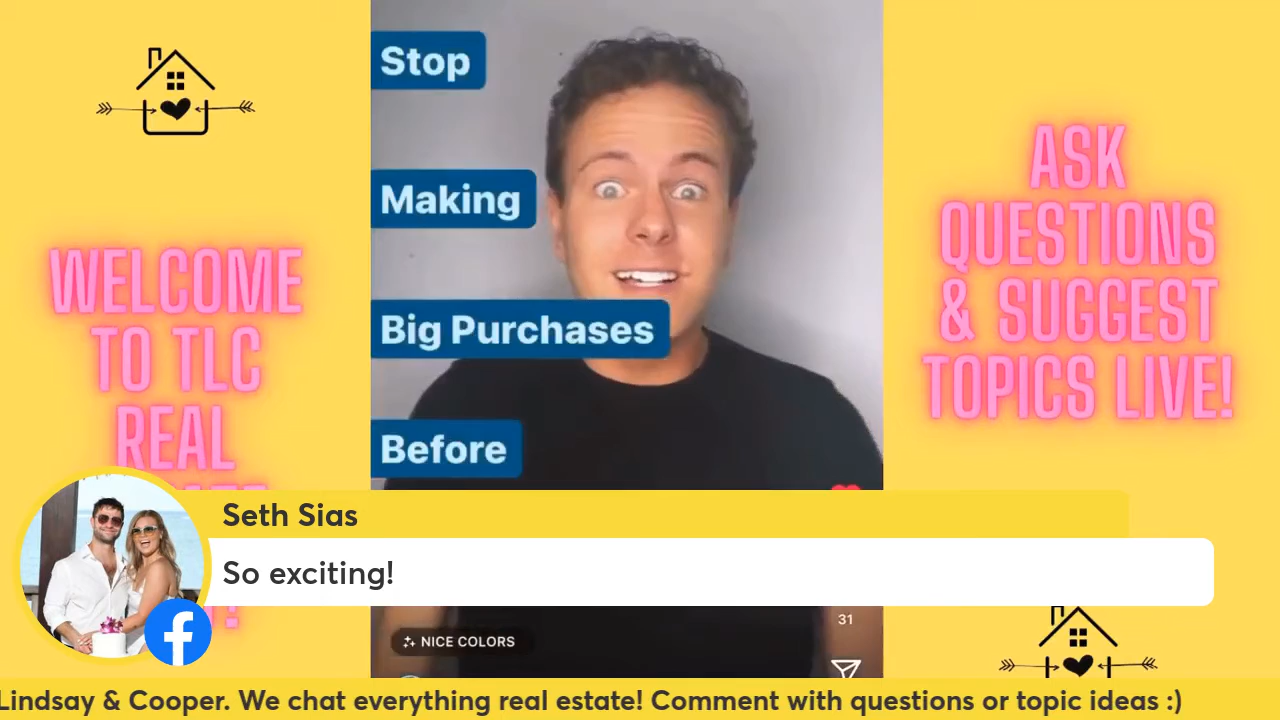 Stop
Making
Big Purchases
Before
WELCOME
TO TLC
REAL
ASK
QUESTIONS
& SUGGEST
TOPICS LIVE!
Seth Sias
So exciting!
31
NICE COLORS
Lindsay & Cooper. We chat everything real estate! Comment with questions or topic ideas :)